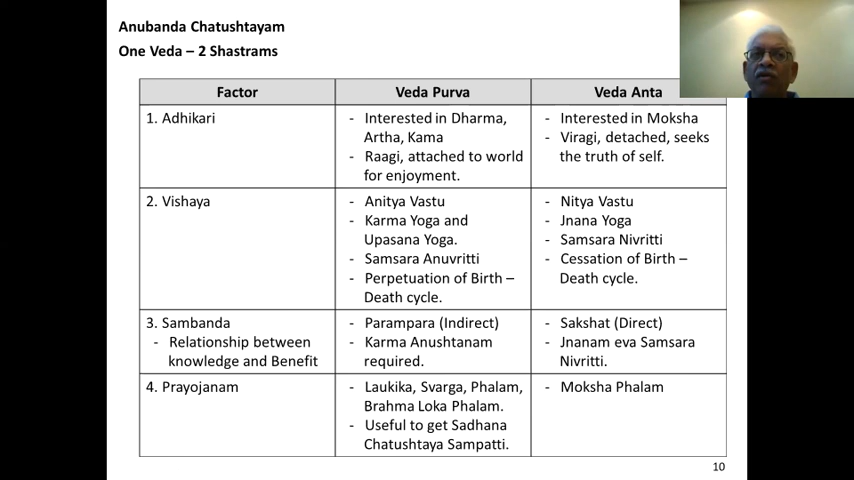 Anubanda Chatushtayam
One Veda – 2 Shastrams
Factor
Veda Purva
Veda Anta
1. Adhikari
- Interested in Dharma,
Artha, Kama
- Raagi, attached to world
for enjoyment.
- Interested in Moksha
- Viragi, detached, seeks
the truth of self.
2. Vishaya
- Anitya Vastu
- Karma Yoga and
Upasana Yoga.
- Samsara Anuvritti
- Perpetuation of Birth –
Death cycle.
- Nitya Vastu
- Jnana Yoga
- Samsara Nivritti
- Cessation of Birth –
Death cycle.
3. Sambanda
- Relationship between
knowledge and Benefit
- Parampara (Indirect)
- Karma Anushtanam
required.
- Sakshat (Direct)
- Jnanam eva Samsara
Nivritti.
4. Prayojanam
- Laukika, Svarga, Phalam,
Brahma Loka Phalam.
- Useful to get Sadhana
Chatushtaya Sampatti.
- Moksha Phalam
10